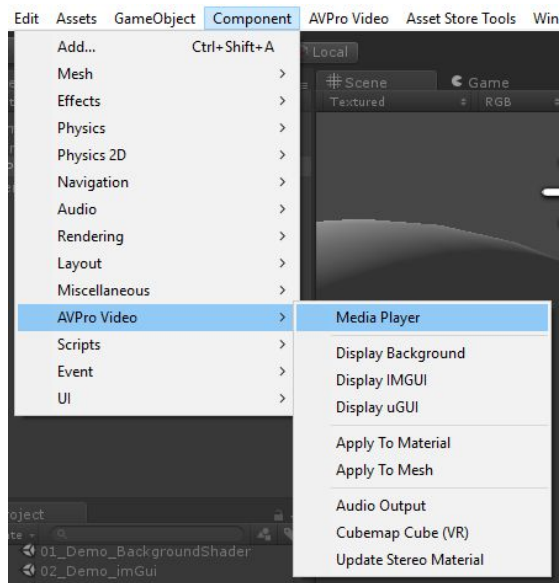 Edit Assets GameObject Component AVPro Video Asset Store Tools Win
Add... Ctrl+Shift+A
Local
Mesh
#Scene Game
Effects
Textured RGB
Physics
Physics 2D
Navigation
Audio
Rendering
Layout
Miscellaneous
AVPro Video
Media Player
Scripts
Display Background
Event
Display IMGUI
UI
Display uGUI
Apply To Material
Apply To Mesh
Audio Output
oject
Cubemap Cube (VR)
01_Demo_BackgroundShader
Update Stereo Material
02_Demo_imGui